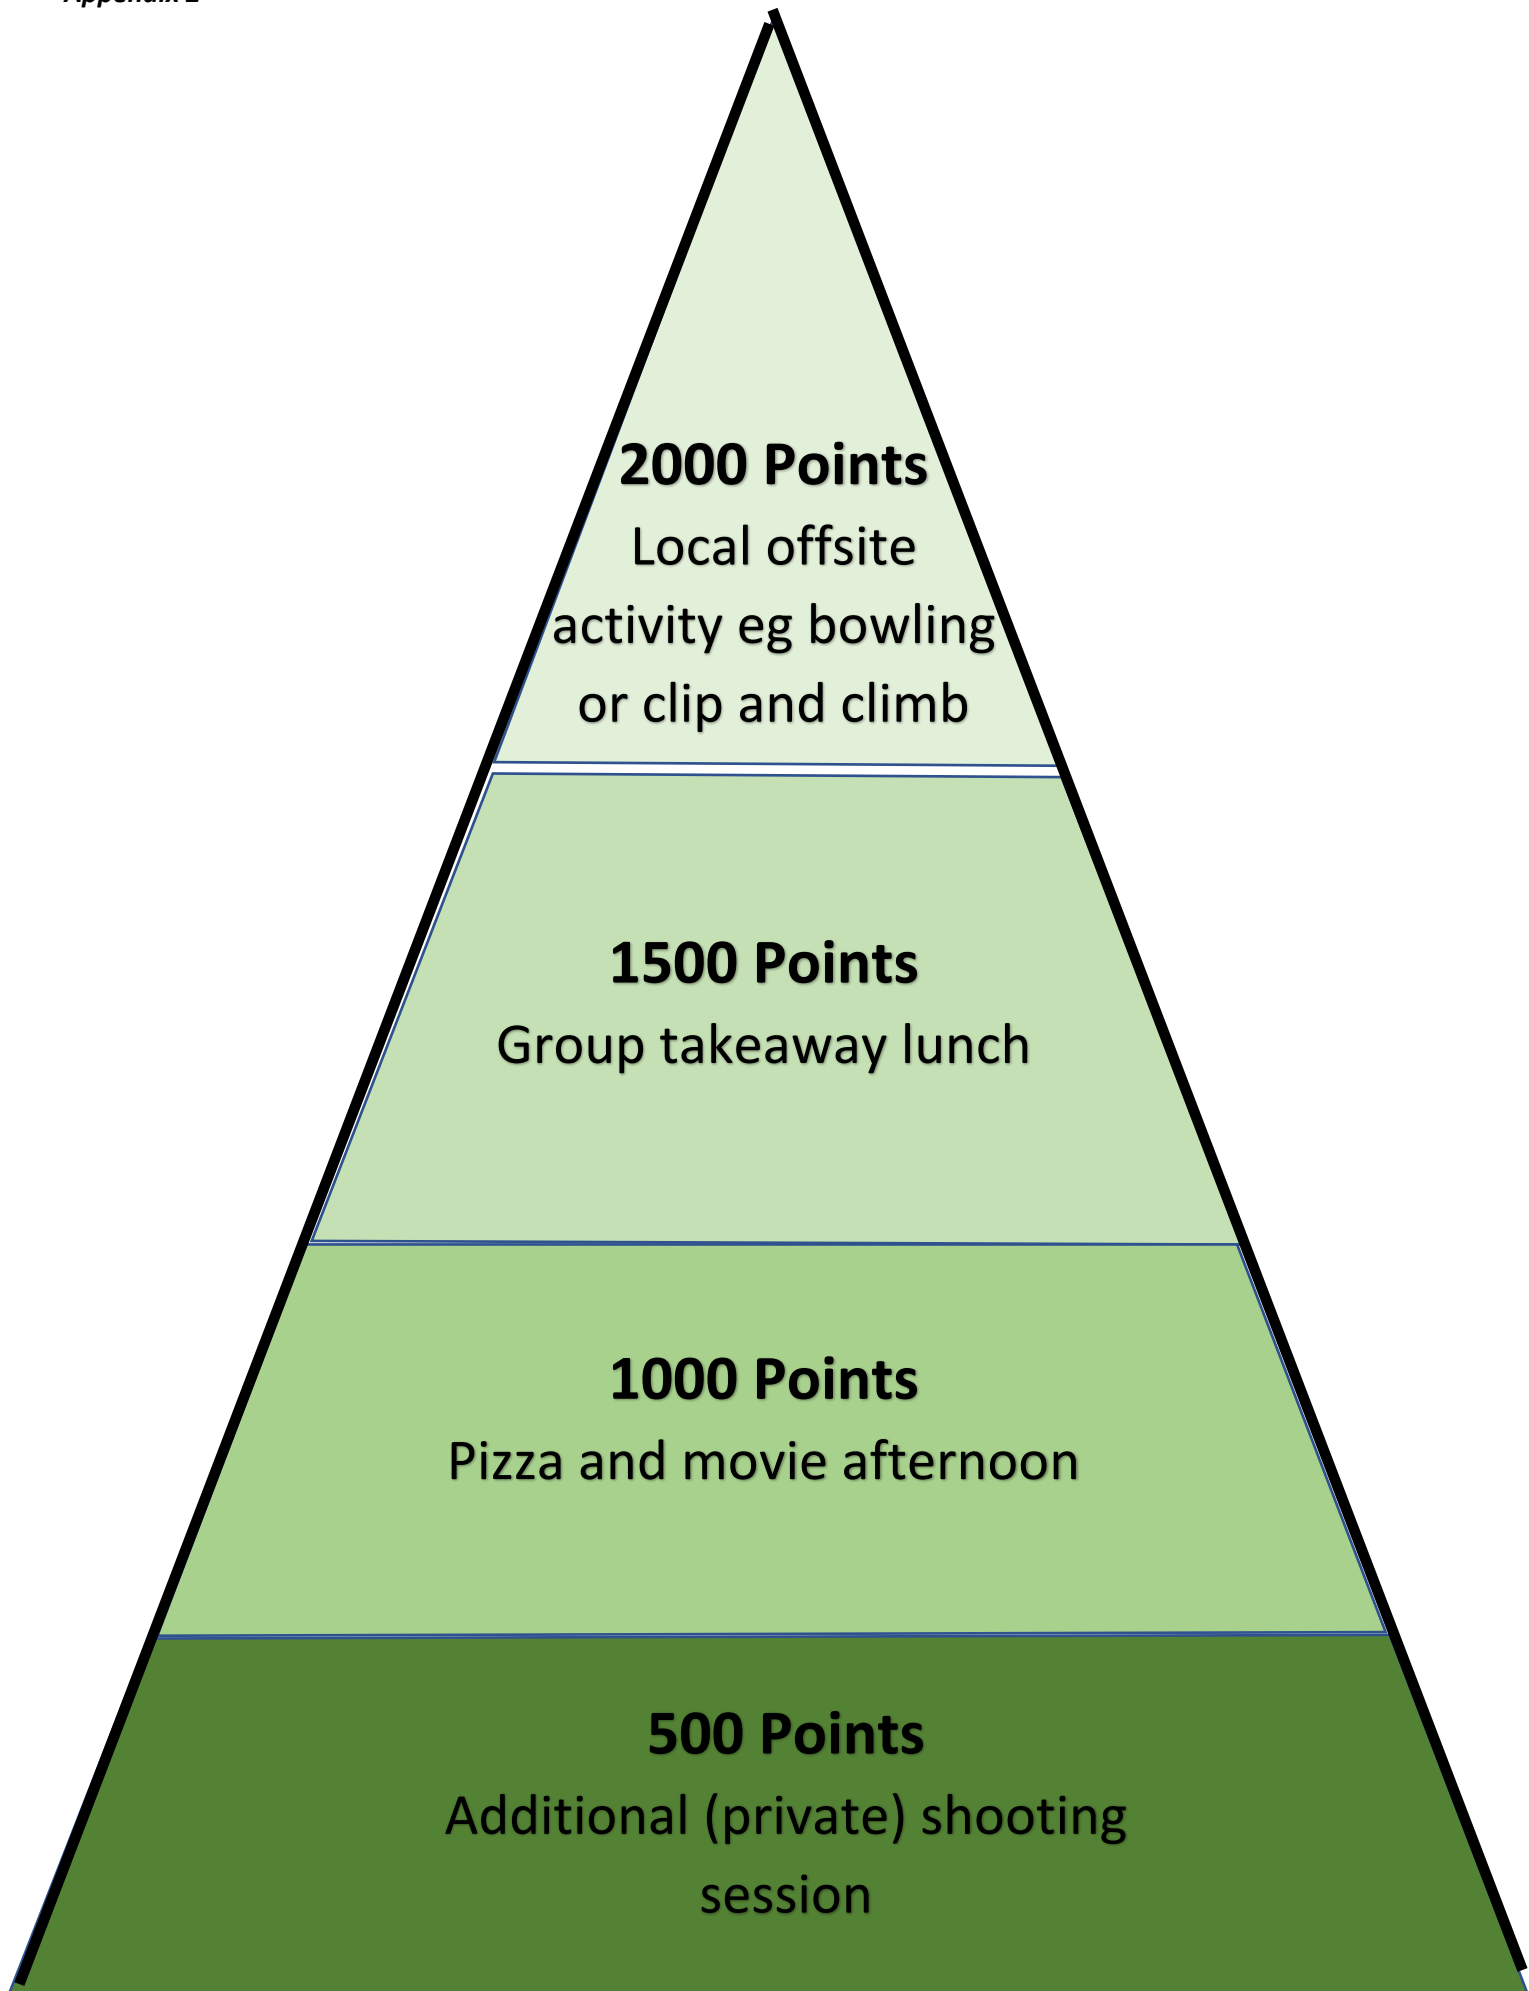 Appendix
2000 Points
Local offsite
activity eg bowling
or clip and climb
1500 Points
Group takeaway lunch
1000 Points
Pizza and movie afternoon
500 Points
Additional (private) shooting
session